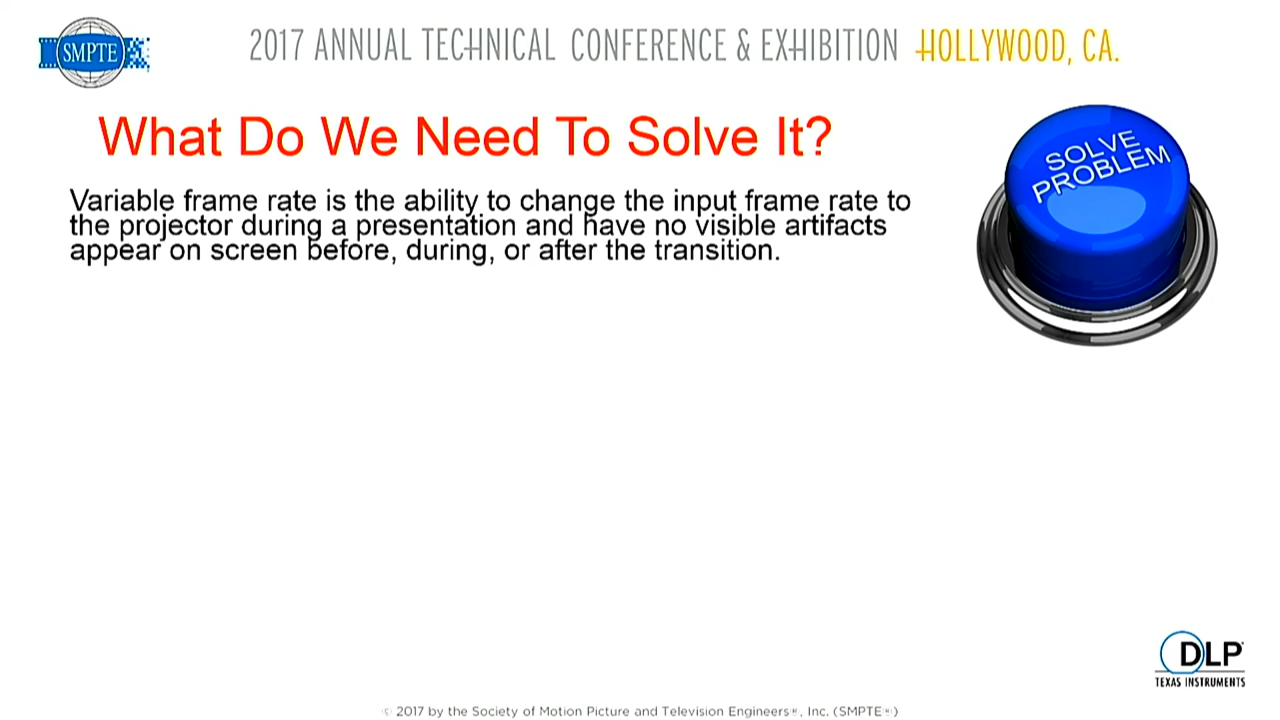 SMPTE
2017 ANNUAL TECHNICAL CONFERENCE & EXHIBITION HOLLYWOOD, CA.
What Do We Need To Solve It?
SOLVE
PROBLEM
Variable frame rate is the ability to change the input frame rate to
the projector during a presentation and have no visible artifacts
appear on screen before, during, or after the transition.
DLP
TEXAS INSTRUMENTS
© 2017 by the Society of Motion Picture and Television Engineers®, Inc. (SMPTE®)